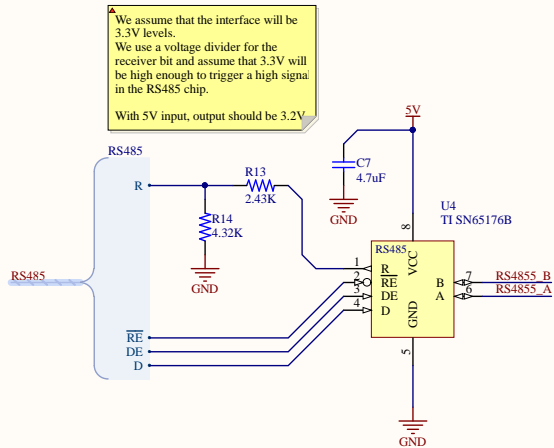 We assume that the interface will be
3.3V levels.
We use a voltage divider for the
receiver bit and assume that 3.3V will
be high enough to trigger a high signal
in the RS485 chip.
With 5V input, output should be 3.2V
5V
RS485
R
R13
2.43K
C7
4.7uF
GND
U4
TI SN65176B
R14
4.32K
GND
8
RS485
VCC
1
R
2
RE
3
DE
4
D
B
7
RS4855_B
A
6
RS4855_A
GND
5
RS485
RE
DE
D
GND